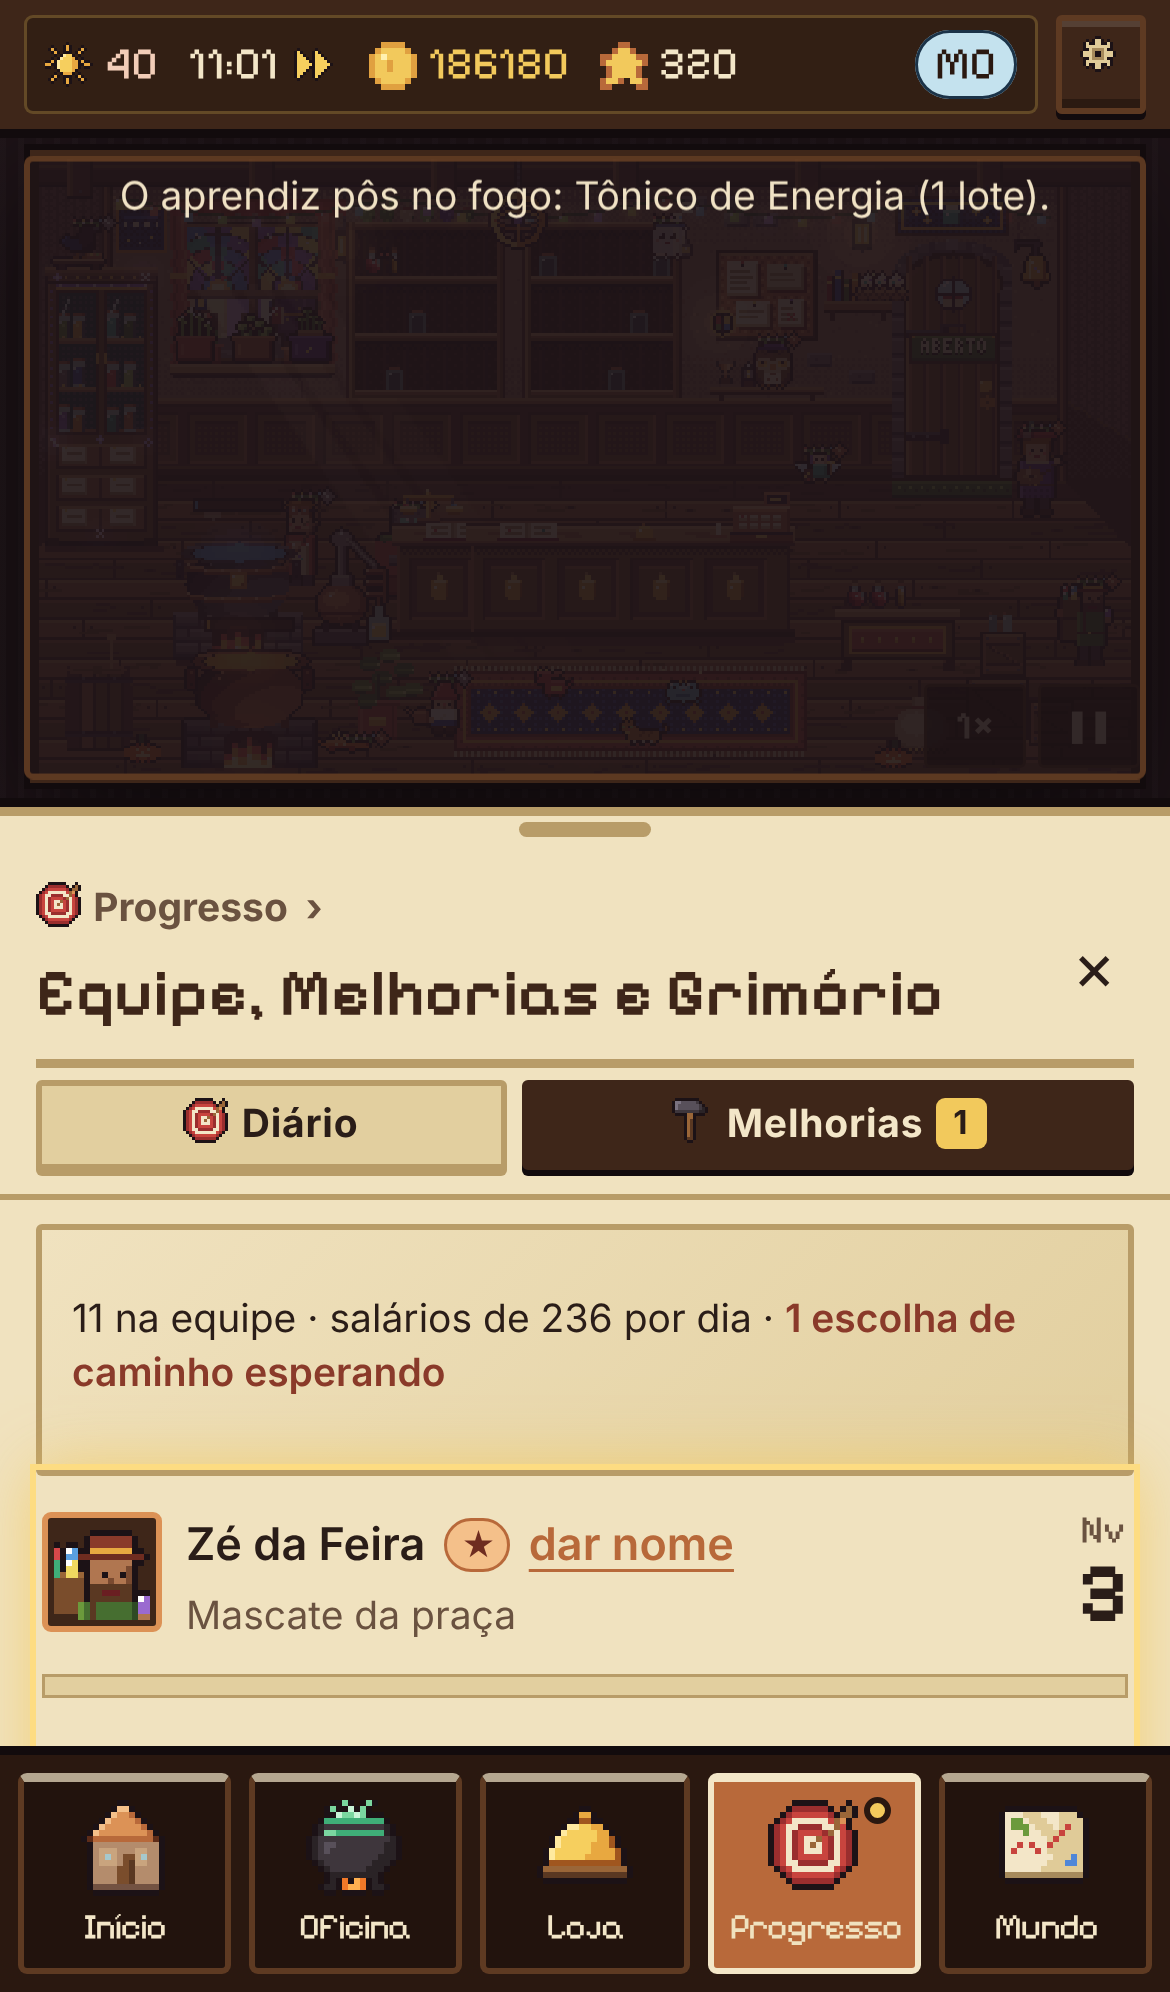 40 11:01 186180 320 MO
O aprendiz pôs no fogo: Tônico de Energia (1 lote).
ABERTO
1×
Progresso ›
Equipe, Melhorias e Grimório ×
Diário Melhorias 1
11 na equipe · salários de 236 por dia · 1 escolha de
caminho esperando
Zé da Feira ★ dar nome Nv
Mascate da praça 3
Início Oficina Loja Progresso Mundo